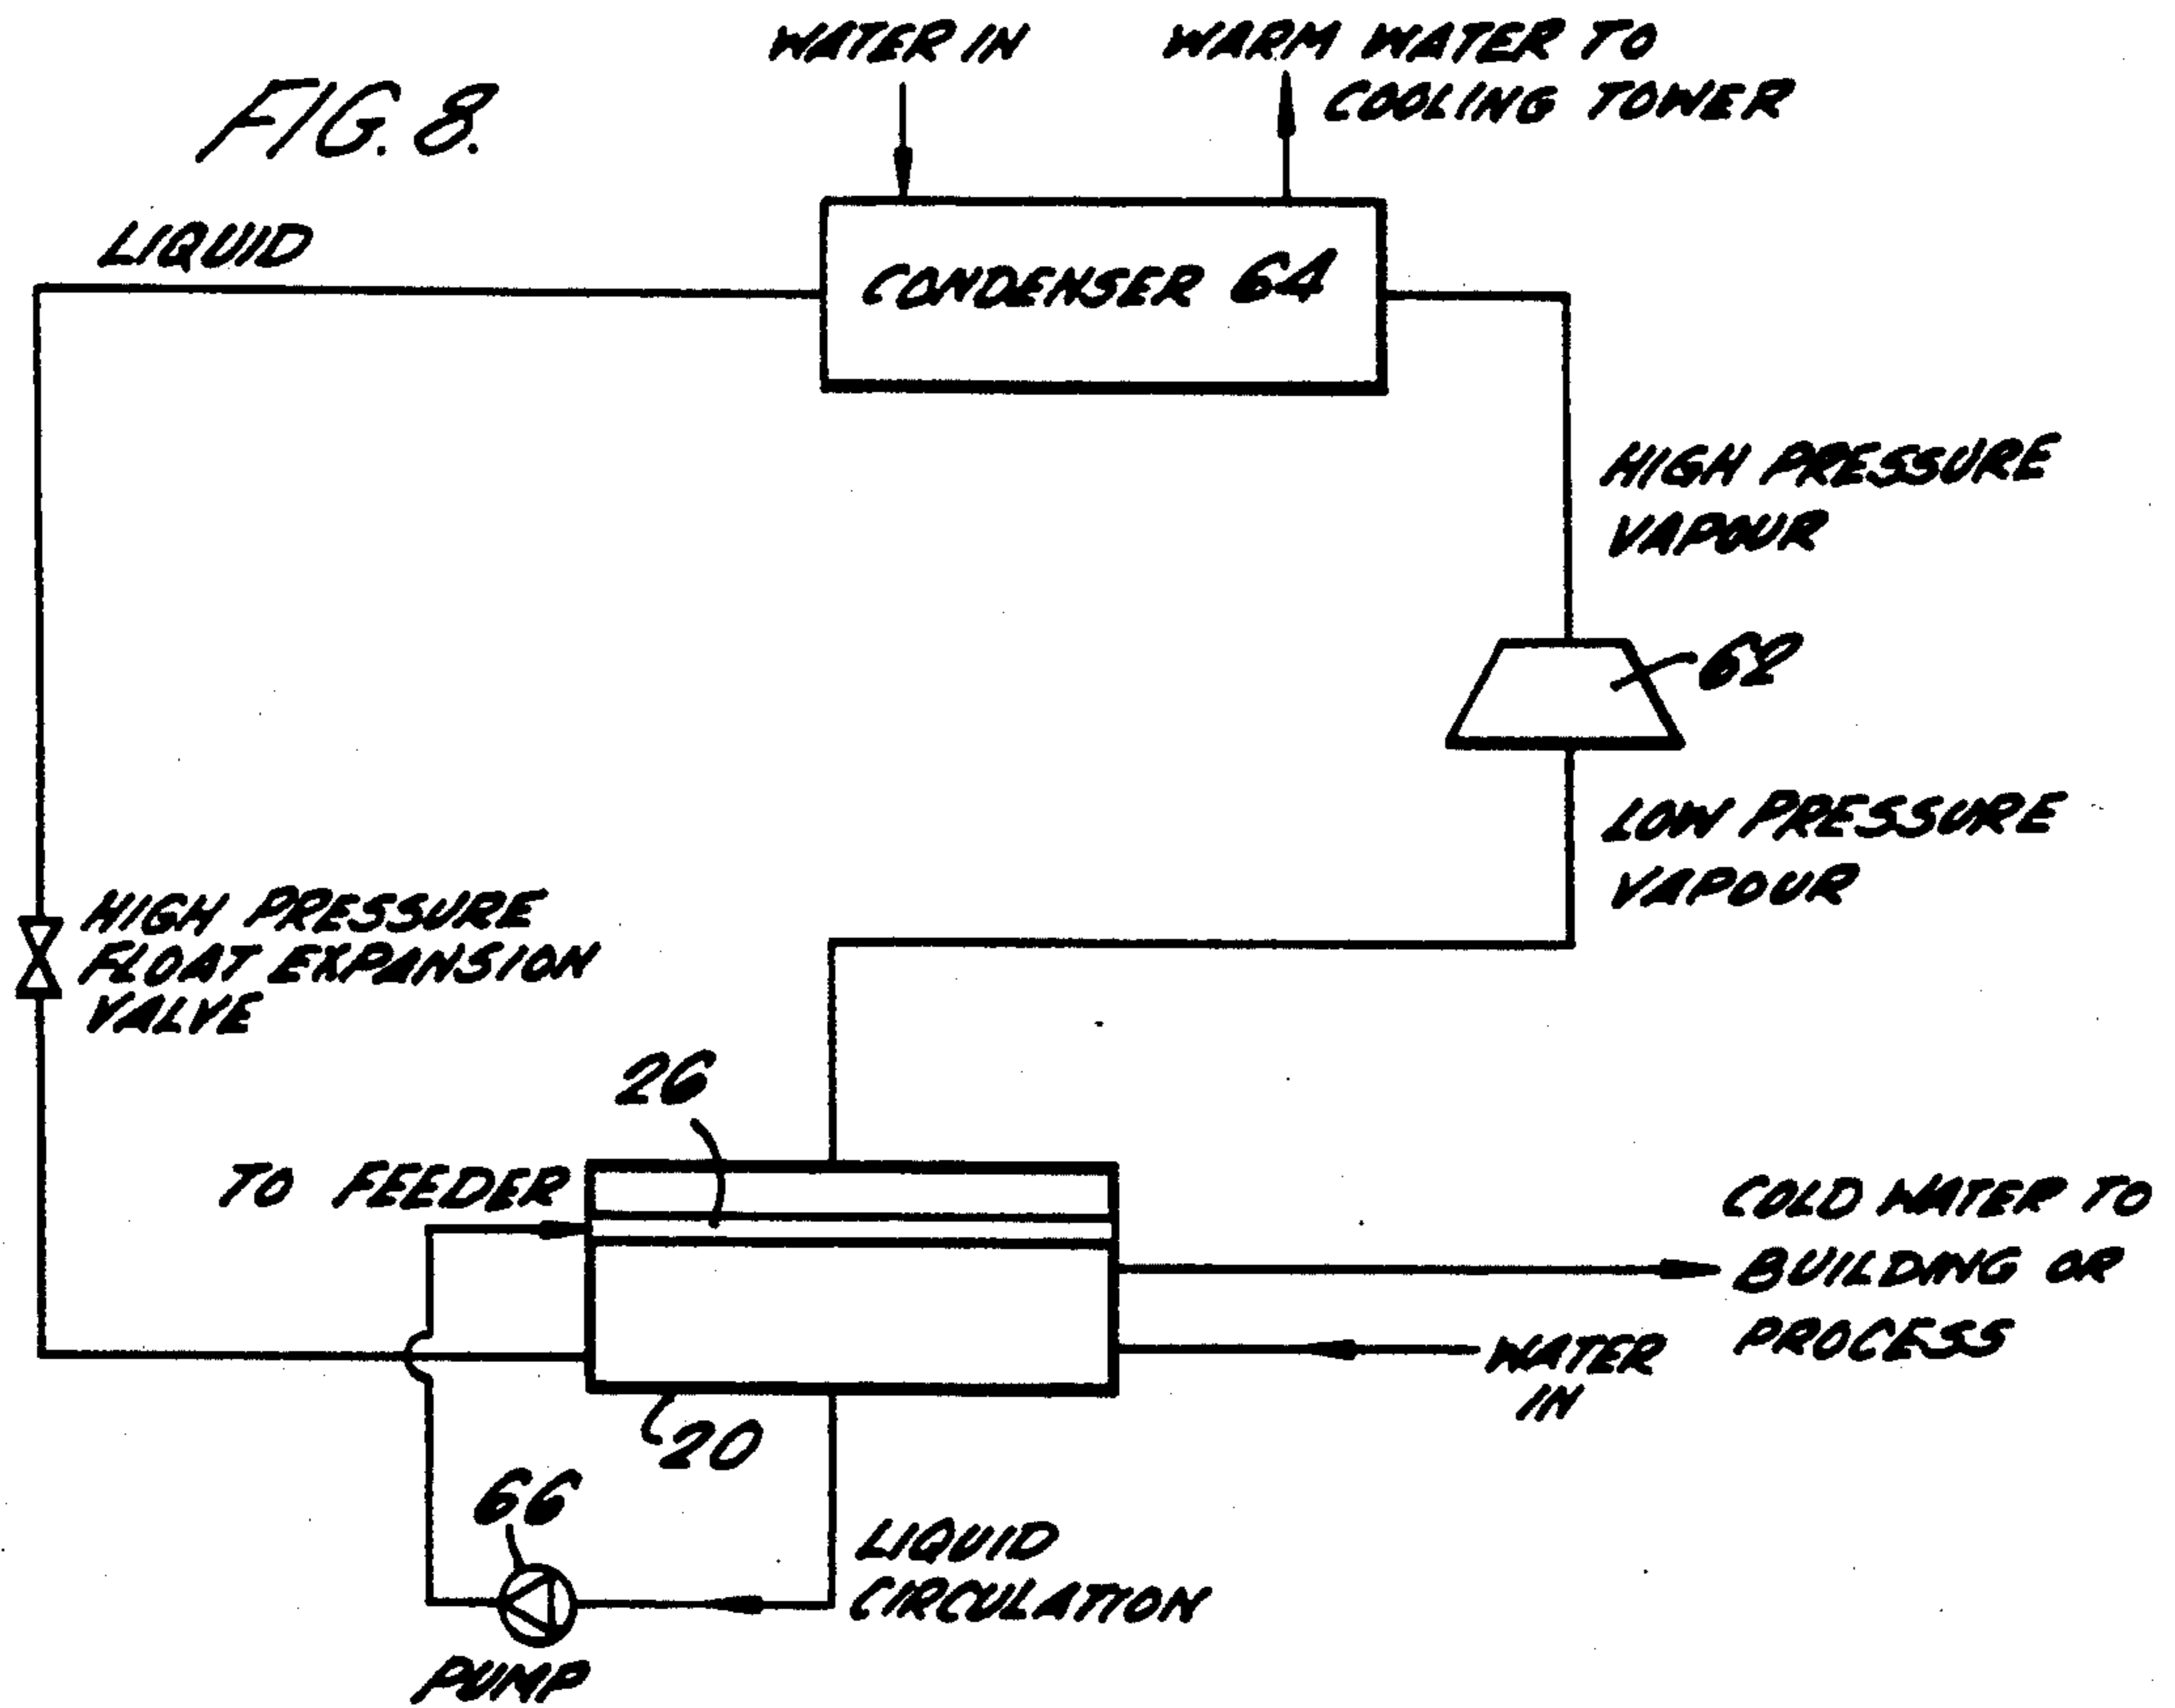 FIG. 8.
WATER IN
WARM WATER TO
COOLING TOWER
LIQUID
CONDENSER 64
HIGH PRESSURE
VAPOUR
62
LOW PRESSURE
VAPOUR
HIGH PRESSURE
FLOAT EXPANSION
VALVE
26
TO FEEDER
COLD WATER TO
BUILDING OR
PROCESS
WATER
IN
20
66
LIQUID
CIRCULATION
PUMP